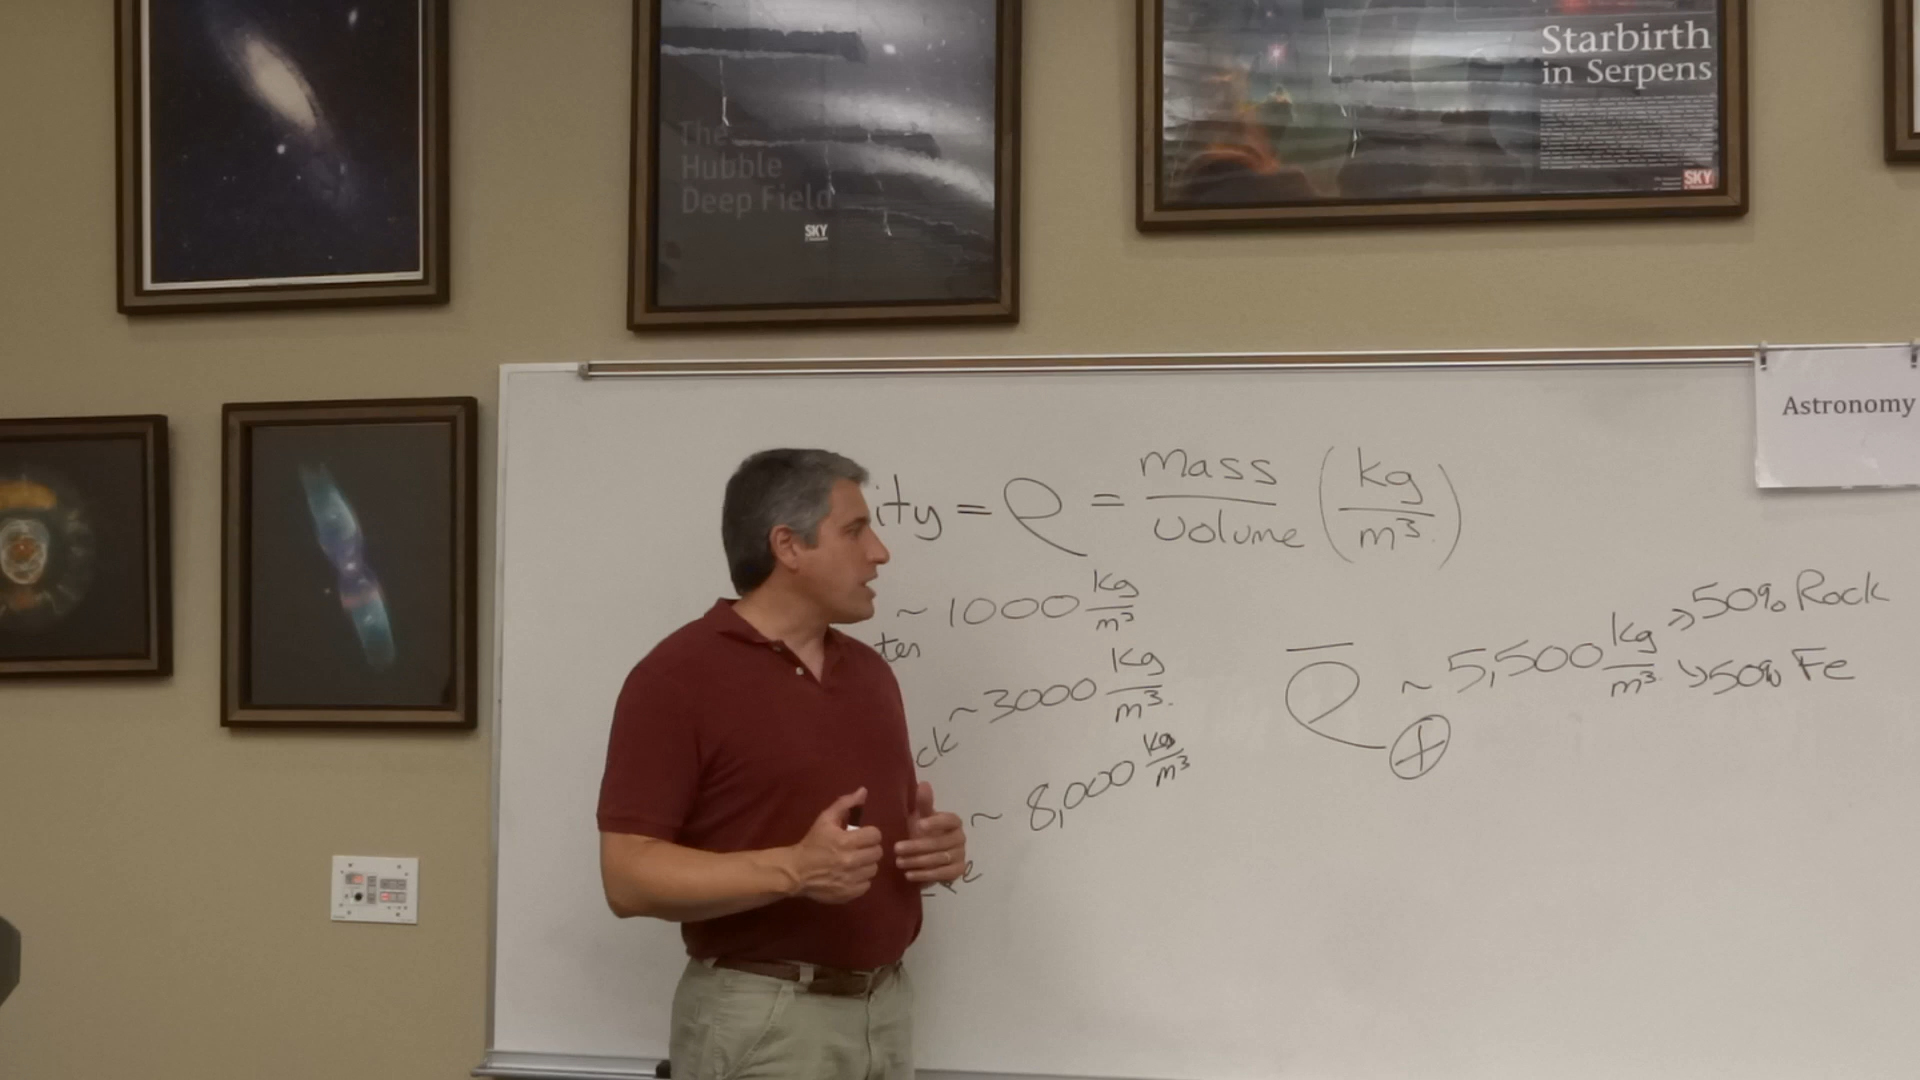 Starbirth
in Serpens
The
Hubble
Deep Field
SKY
SKY
Astronomy
ity = ρ = mass / volume (kg / m³)
~ 1000 kg / m³
ter
~ 3000 kg / m³
ck
~ 8,000 kg / m³
ρ̄⊕ ~ 5,500 kg / m³ → 50% Rock
→ 50% Fe